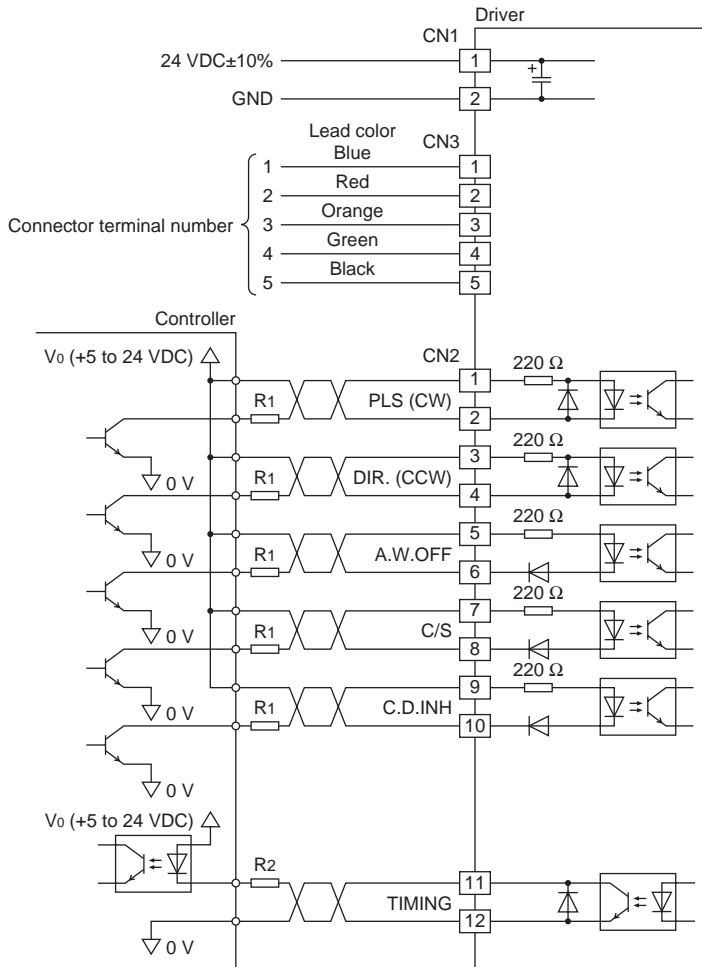 Driver
CN1
24 VDC±10%
1
+
GND
2
Lead color
CN3
1
Blue
1
2
Red
2
Connector terminal number
3
Orange
3
4
Green
4
5
Black
5
Controller
V0 (+5 to 24 VDC)
CN2
220 Ω
1
R1
PLS (CW)
2
220 Ω
3
0 V
R1
DIR. (CCW)
4
220 Ω
5
0 V
R1
A.W.OFF
6
220 Ω
7
0 V
R1
C/S
8
220 Ω
9
0 V
R1
C.D.INH
10
0 V
V0 (+5 to 24 VDC)
R2
11
TIMING
12
0 V